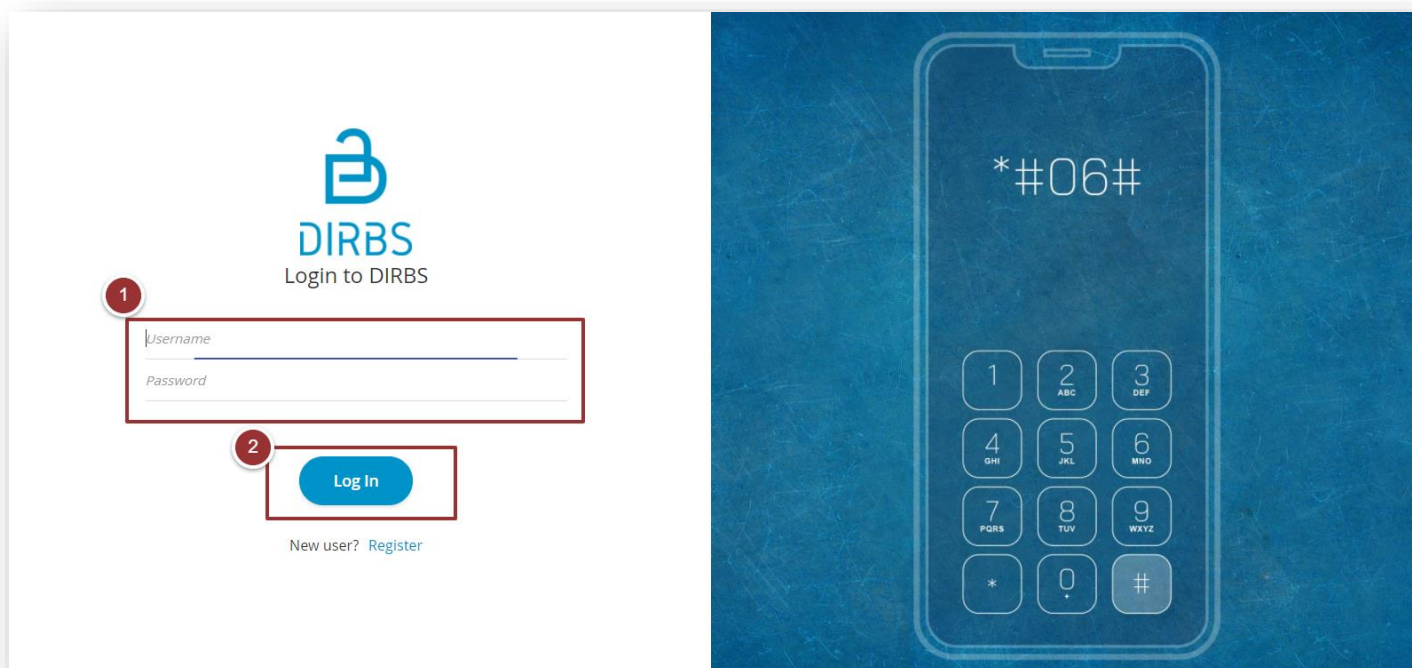 DIRBS
Login to DIRBS
1
Username
Password
2
Log In
New user? Register
*#06#
1 2 3
ABC DEF
4 5 6
GHI JKL MNO
7 8 9
PQRS TUV WXYZ
* 0 #
+